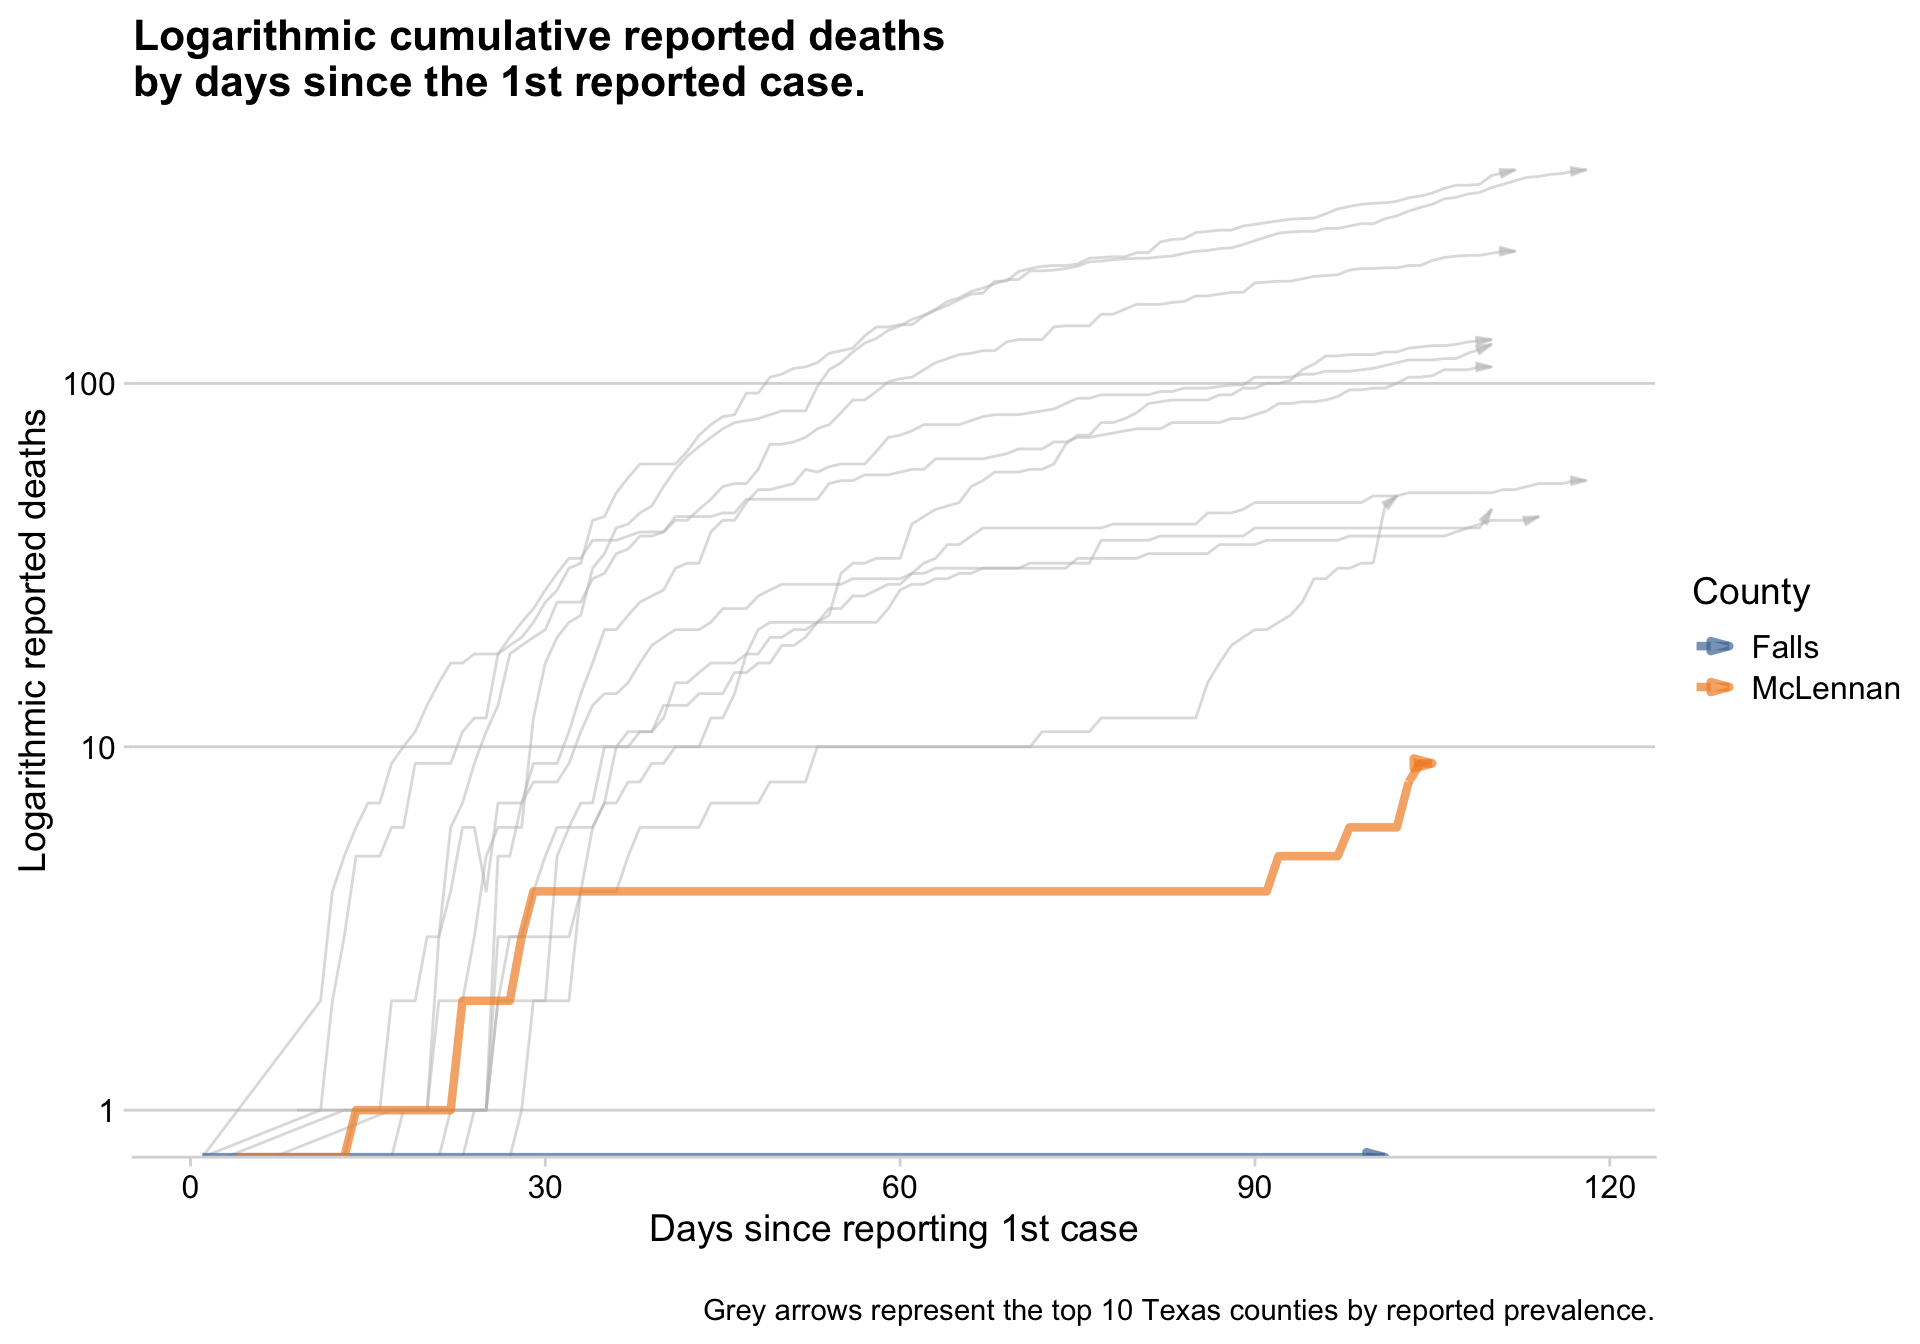 Logarithmic cumulative reported deaths
by days since the 1st reported case.
Logarithmic reported deaths
100
10
1
0
30
60
90
120
Days since reporting 1st case
County
Falls
McLennan
Grey arrows represent the top 10 Texas counties by reported prevalence.